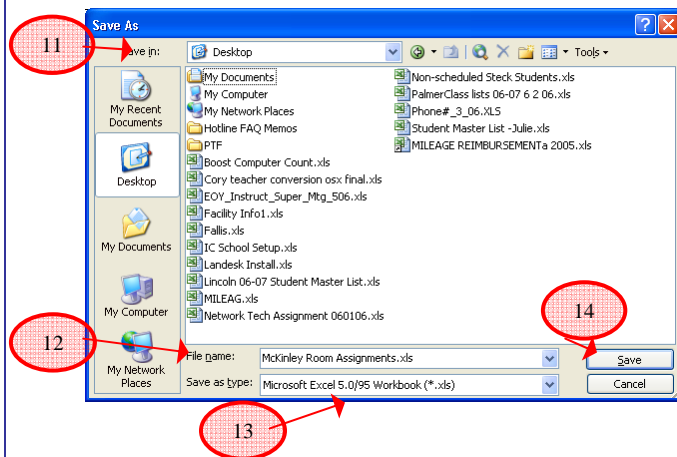 Save As
11
ave in:
Desktop
Tools
My Recent
Documents
Desktop
My Documents
My Computer
My Network
Places
My Documents
My Computer
My Network Places
Hotline FAQ Memos
PTF
Boost Computer Count.xls
Cory teacher conversion osx final.xls
EOY_Instruct_Super_Mtg_506.xls
Facility Info1.xls
Fallis.xls
IC School Setup.xls
Landesk Install.xls
Lincoln 06-07 Student Master List.xls
MILEAG.xls
Network Tech Assignment 060106.xls
Non-scheduled Steck Students.xls
PalmerClass lists 06-07 6 2 06.xls
Phone#_3_06.XLS
Student Master List -Julie.xls
MILEAGE REIMBURSEMENTa 2005.xls
14
12
File name:
McKinley Room Assignments.xls
Save
Save as type:
Microsoft Excel 5.0/95 Workbook (*.xls)
Cancel
13